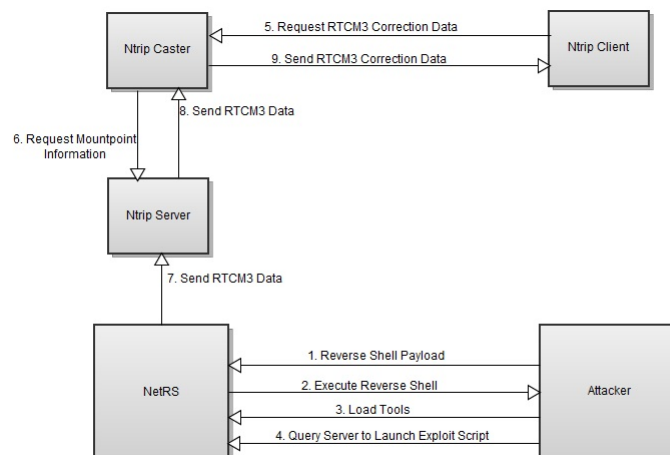 5. Request RTCM3 Correction Data
Ntrip Caster
Ntrip Client
9. Send RTCM3 Correction Data
8. Send RTCM3 Data
6. Request Mountpoint
Information
Ntrip Server
7. Send RTCM3 Data
1. Reverse Shell Payload
2. Execute Reverse Shell
NetRS
Attacker
3. Load Tools
4. Query Server to Launch Exploit Script